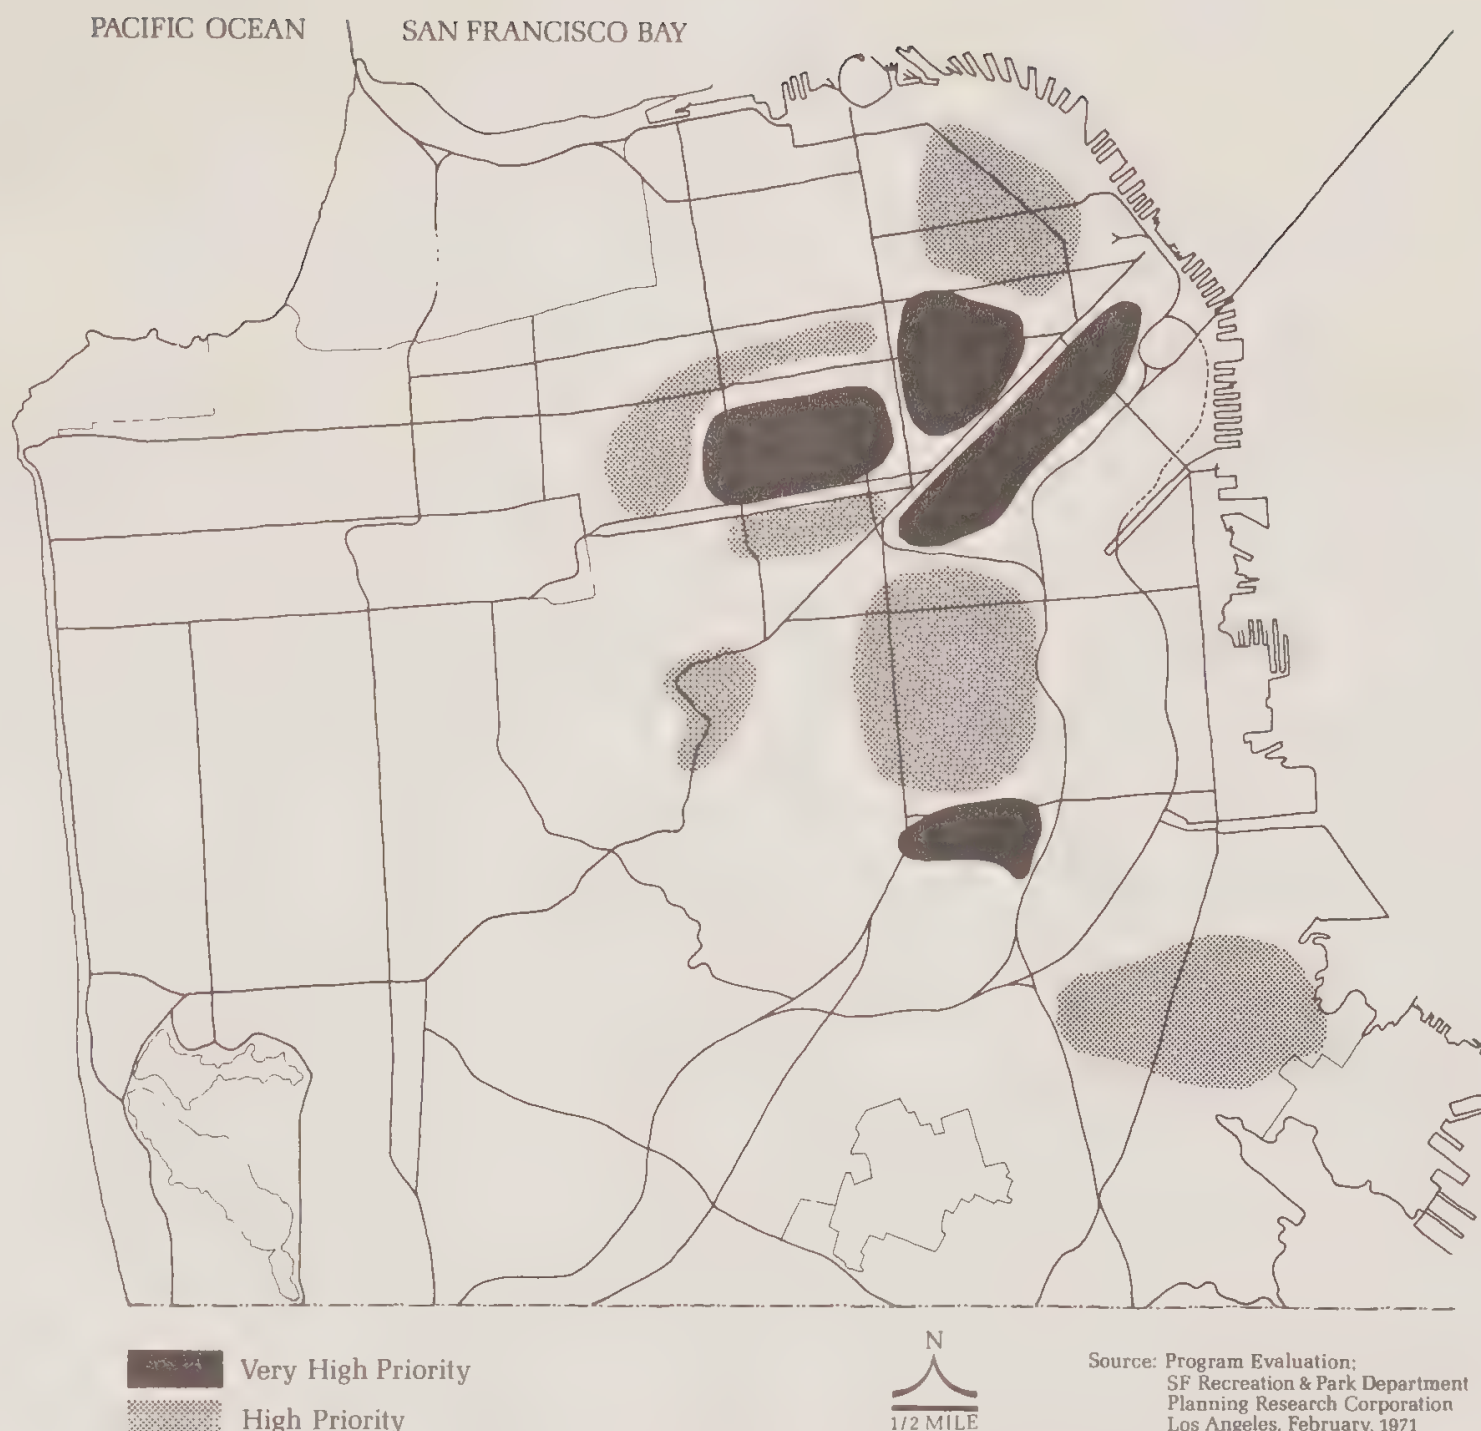 PACIFIC OCEAN
SAN FRANCISCO BAY
Very High Priority
High Priority
N
1/2 MILE
Source: Program Evaluation;
SF Recreation & Park Department
Planning Research Corporation
Los Angeles, February, 1971